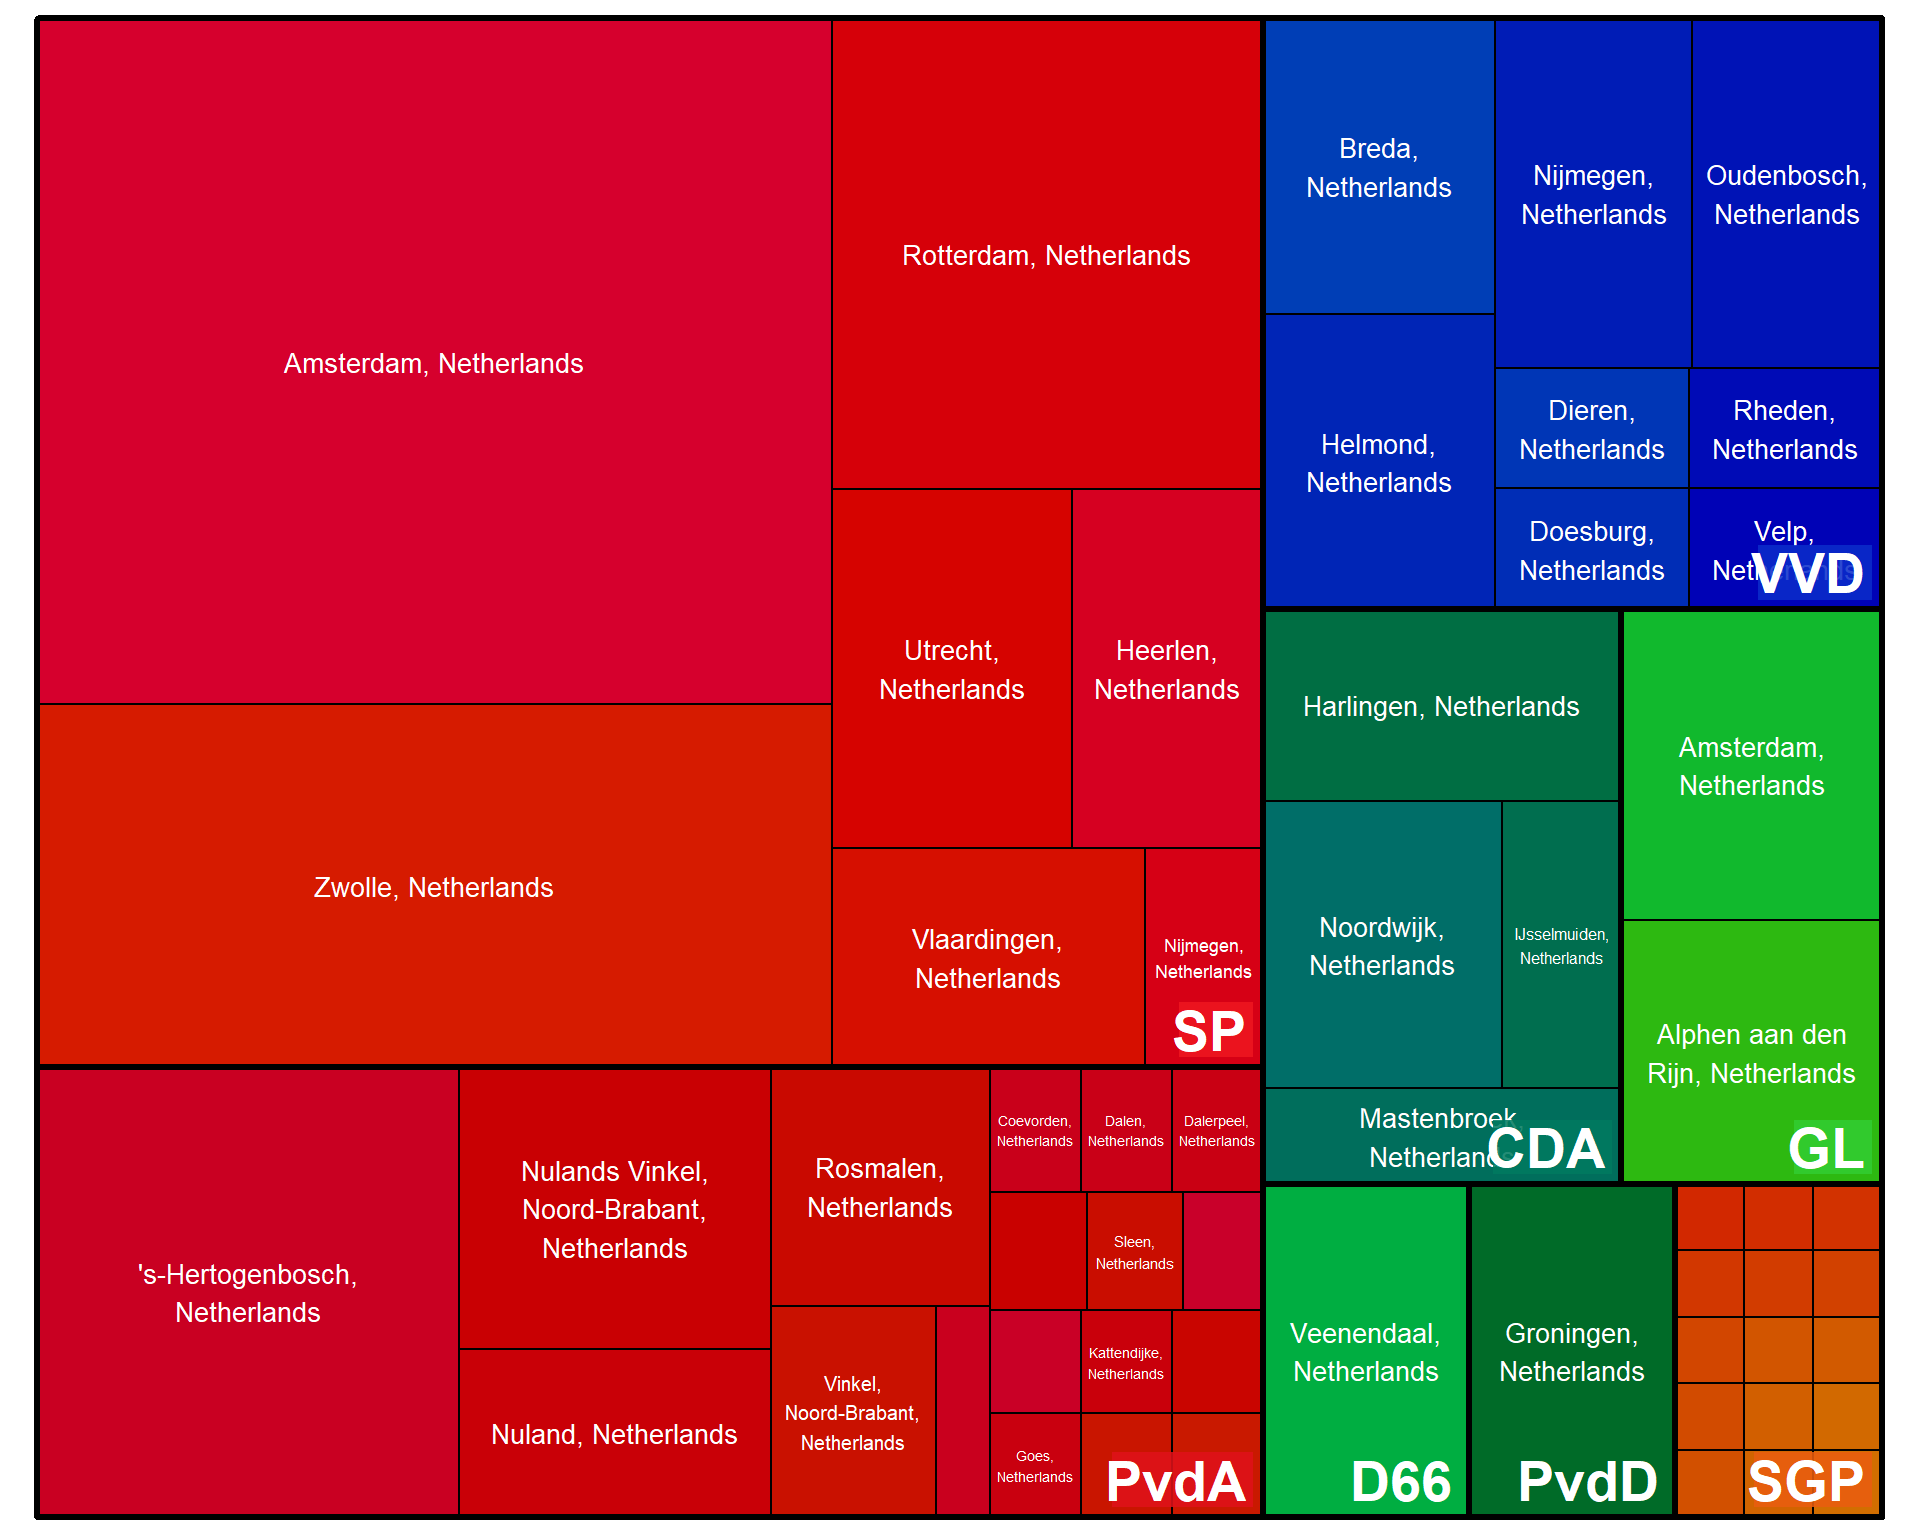 Amsterdam, Netherlands
Rotterdam, Netherlands
Zwolle, Netherlands
Utrecht,
Netherlands
Heerlen,
Netherlands
Vlaardingen,
Netherlands
Nijmegen,
Netherlands
SP
Breda,
Netherlands
Nijmegen,
Netherlands
Oudenbosch,
Netherlands
Helmond,
Netherlands
Dieren,
Netherlands
Rheden,
Netherlands
Doesburg,
Netherlands
Velp,
Netherlands
VVD
Harlingen, Netherlands
Noordwijk,
Netherlands
IJsselmuiden,
Netherlands
Mastenbroek,
Netherlands
CDA
Amsterdam,
Netherlands
Alphen aan den
Rijn, Netherlands
GL
's-Hertogenbosch,
Netherlands
Nulands Vinkel,
Noord-Brabant,
Netherlands
Nuland, Netherlands
Rosmalen,
Netherlands
Vinkel,
Noord-Brabant,
Netherlands
Coevorden,
Netherlands
Dalen,
Netherlands
Dalerpeel,
Netherlands
Sleen,
Netherlands
Kattendijke,
Netherlands
Goes,
Netherlands
PvdA
Veenendaal,
Netherlands
D66
Groningen,
Netherlands
PvdD
SGP